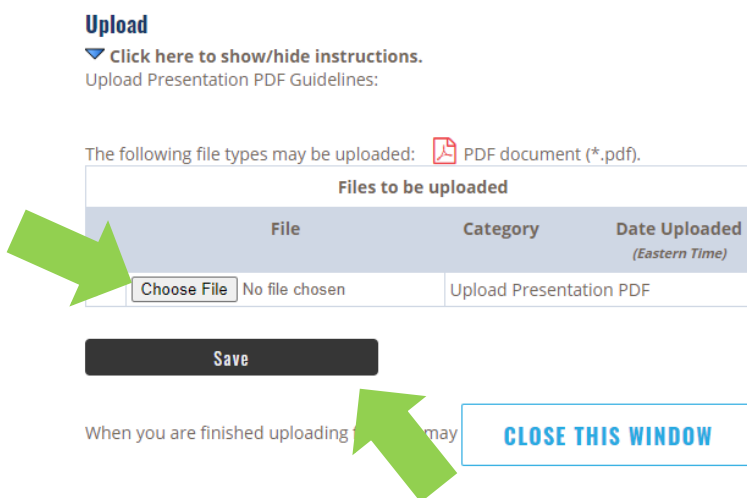 Upload
Click here to show/hide instructions.
Upload Presentation PDF Guidelines:
The following file types may be uploaded: PDF document (*.pdf).
Files to be uploaded
File Category Date Uploaded
(Eastern Time)
Choose File No file chosen Upload Presentation PDF
Save
When you are finished uploading may CLOSE THIS WINDOW